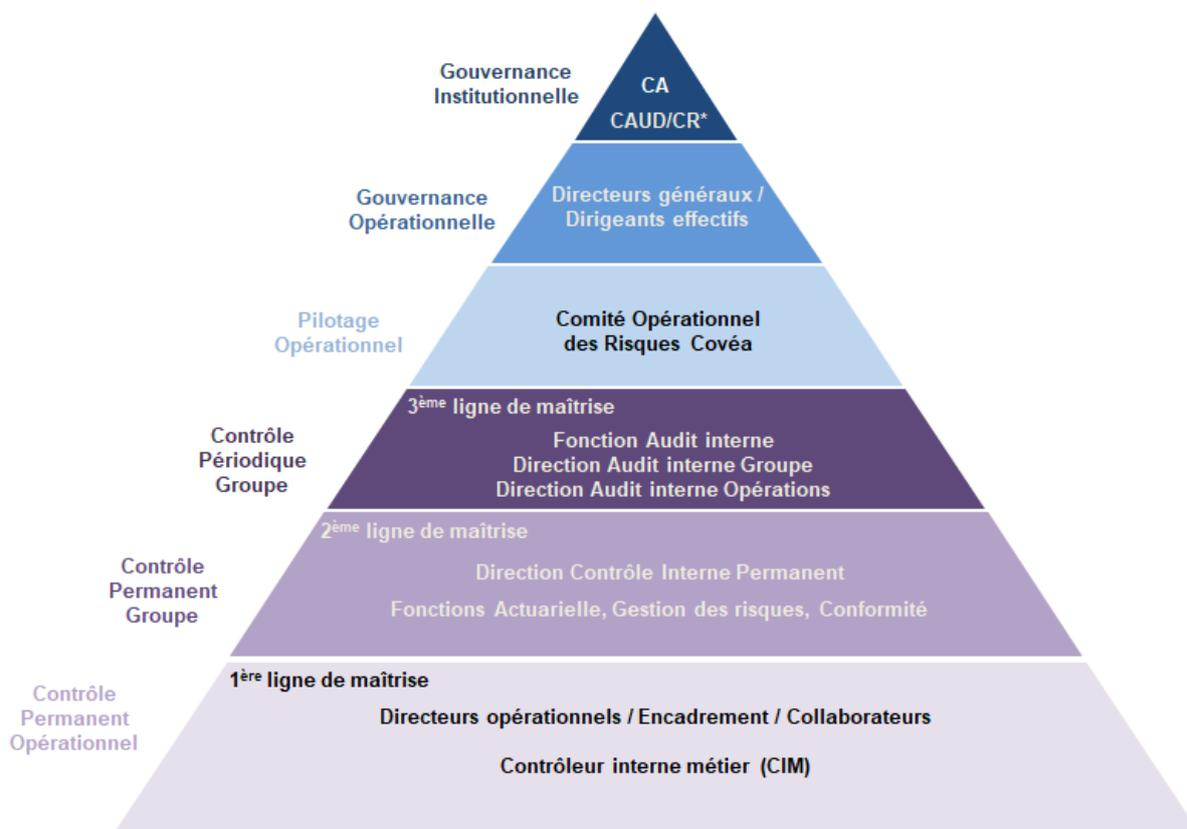 Gouvernance
Institutionnelle
CA
CAUD/CR*
Gouvernance
Opérationnelle
Directeurs généraux /
Dirigeants effectifs
Pilotage
Opérationnel
Comité Opérationnel
des Risques Covéa
Contrôle
Périodique
Groupe
3ème ligne de maîtrise
Fonction Audit interne
Direction Audit interne Groupe
Direction Audit interne Opérations
Contrôle
Permanent
Groupe
2ème ligne de maîtrise
Direction Contrôle Interne Permanent
Fonctions Actuarielle, Gestion des risques, Conformité
Contrôle
Permanent
Opérationnel
1ère ligne de maîtrise
Directeurs opérationnels / Encadrement / Collaborateurs
Contrôleur interne métier (CIM)